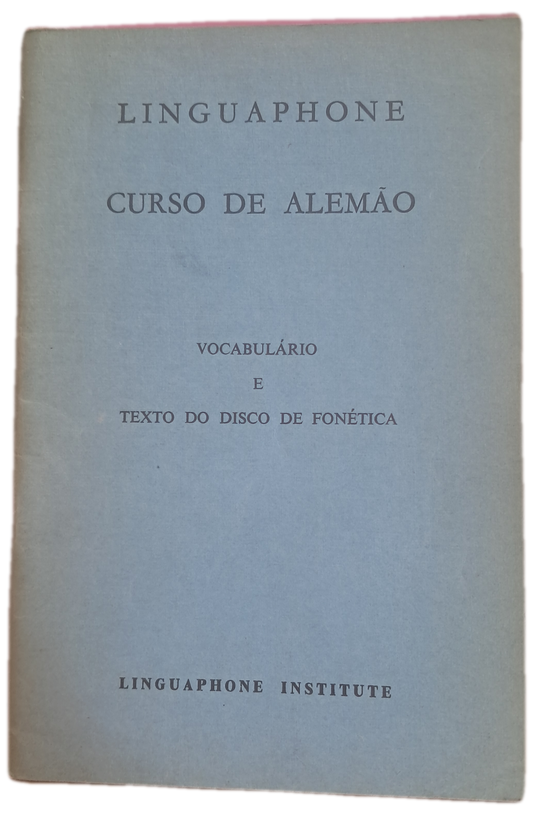 LINGUAPHONE
CURSO DE ALEMÃO
VOCABULÁRIO
E
TEXTO DO DISCO DE FONÉTICA
LINGUAPHONE INSTITUTE